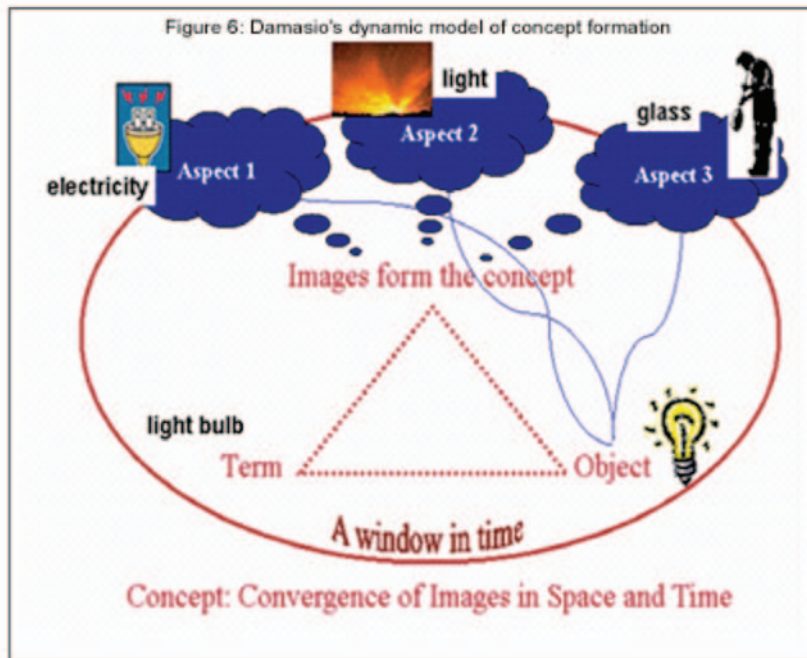 Figure 6: Damasio's dynamic model of concept formation
light
glass
Aspect 2
Aspect 1
Aspect 3
electricity
Images form the concept
light bulb
Term
Object
A window in time
Concept: Convergence of Images in Space and Time